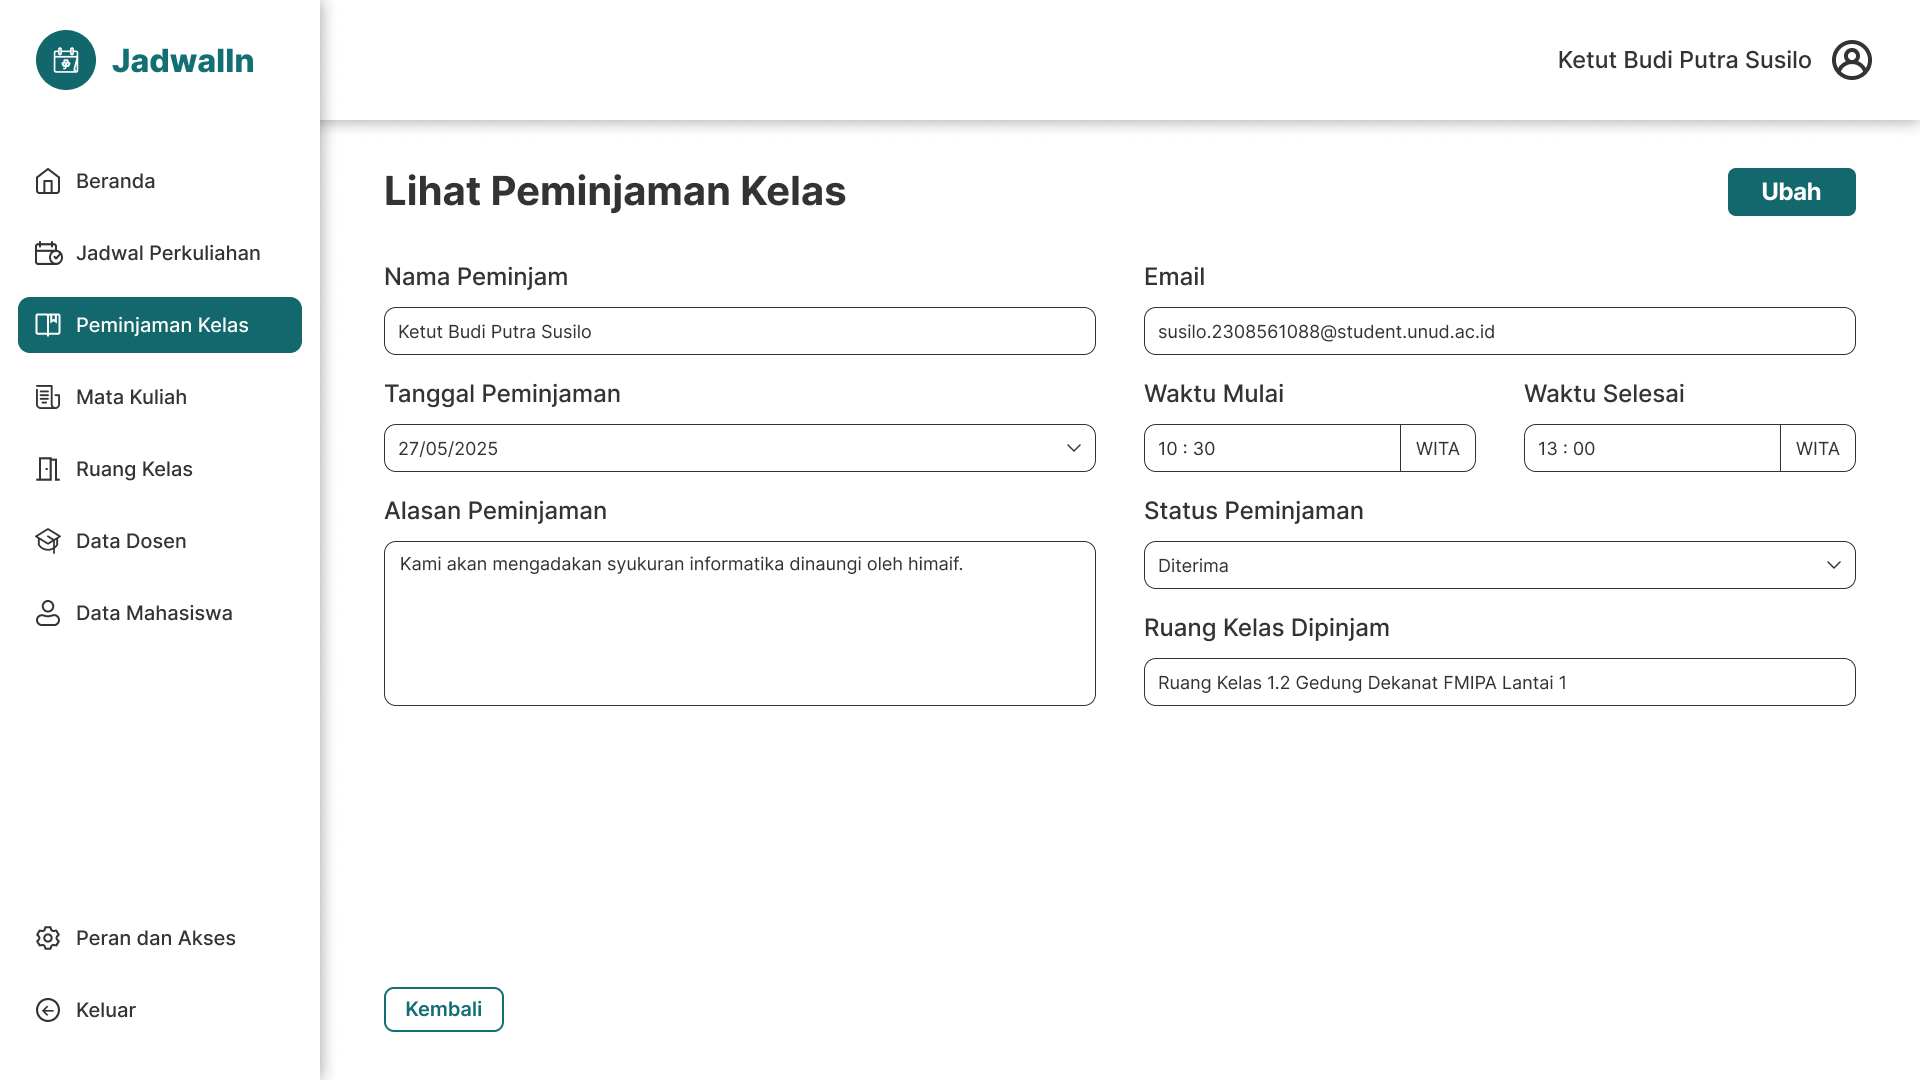 JadwalIn
Ketut Budi Putra Susilo
Beranda
Jadwal Perkuliahan
Peminjaman Kelas
Mata Kuliah
Ruang Kelas
Data Dosen
Data Mahasiswa
Peran dan Akses
Keluar
Lihat Peminjaman Kelas
Ubah
Nama Peminjam
Ketut Budi Putra Susilo
Email
susilo.2308561088@student.unud.ac.id
Tanggal Peminjaman
27/05/2025
Waktu Mulai
10 : 30 WITA
Waktu Selesai
13 : 00 WITA
Alasan Peminjaman
Kami akan mengadakan syukuran informatika dinaungi oleh himaif.
Status Peminjaman
Diterima
Ruang Kelas Dipinjam
Ruang Kelas 1.2 Gedung Dekanat FMIPA Lantai 1
Kembali